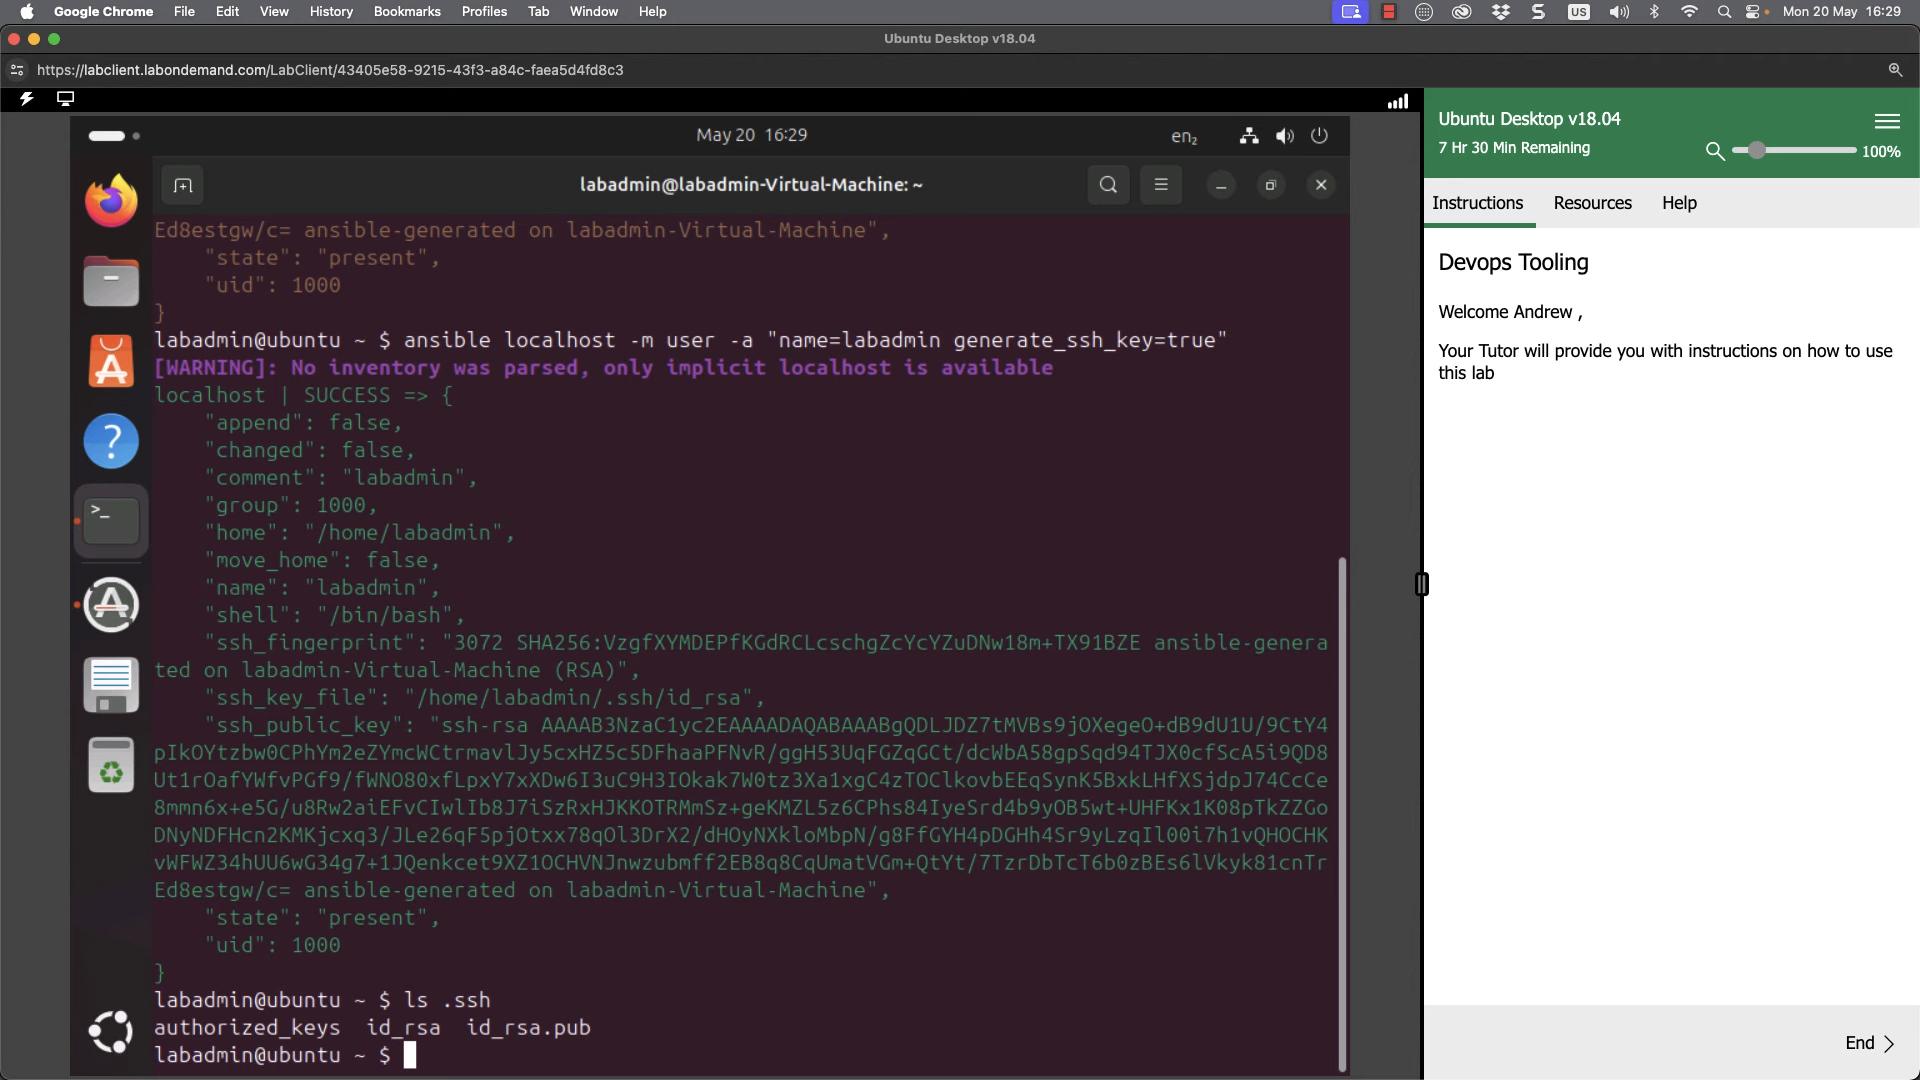 Google Chrome File Edit View History Bookmarks Profiles Tab Window Help
US
Mon 20 May 16:29
Ubuntu Desktop v18.04
https://labclient.labondemand.com/LabClient/43405e58-9215-43f3-a84c-faea5d4fd8c3
May 20 16:29
en₂
labadmin@labadmin-Virtual-Machine: ~
Ed8estgw/c= ansible-generated on labadmin-Virtual-Machine",
"state": "present",
"uid": 1000
}
labadmin@ubuntu ~ $ ansible localhost -m user -a "name=labadmin generate_ssh_key=true"
[WARNING]: No inventory was parsed, only implicit localhost is available
localhost | SUCCESS => {
"append": false,
"changed": false,
"comment": "labadmin",
"group": 1000,
"home": "/home/labadmin",
"move_home": false,
"name": "labadmin",
"shell": "/bin/bash",
"ssh_fingerprint": "3072 SHA256:VzgfXYMDEPfKGdRCLcschgZcYcYZuDNw18m+TX91BZE ansible-genera
ted on labadmin-Virtual-Machine (RSA)",
"ssh_key_file": "/home/labadmin/.ssh/id_rsa",
"ssh_public_key": "ssh-rsa AAAAB3NzaC1yc2EAAAADAQABAAABgQDLJDZ7tMVBs9jOXegeO+dB9dU1U/9CtY4
pIkOYtzbw0CPhYm2eZYmcWCtrmavlJy5cxHZ5c5DFhaaPFNvR/ggH53UqFGZqGCt/dcWbA58gpSqd94TJX0cfScA5i9QD8
Ut1rOafYWfvPGf9/fWNO80xfLpxY7xXDw6I3uC9H3IOkak7W0tz3Xa1xgC4zTOClkovbEEqSynK5BxkLHfXSjdpJ74CcCe
8mmn6x+e5G/u8Rw2aiEFvCIwlIb8J7iSzRxHJKKOTRMmSz+geKMZL5z6CPhs84IyeSrd4b9yOB5wt+UHFKx1K08pTkZZGo
DNyNDFHcn2KMKjcxq3/JLe26qF5pjOtxx78qOl3DrX2/dHOyNXkloMbpN/g8FfGYH4pDGHh4Sr9yLzqIl00i7h1vQHOCHK
vWFWZ34hUU6wG34g7+1JQenkcet9XZ1OCHVNJnwzubmff2EB8q8CqUmatVGm+QtYt/7TzrDbTcT6b0zBEs6lVkyk81cnTr
Ed8estgw/c= ansible-generated on labadmin-Virtual-Machine",
"state": "present",
"uid": 1000
}
labadmin@ubuntu ~ $ ls .ssh
authorized_keys id_rsa id_rsa.pub
labadmin@ubuntu ~ $
Ubuntu Desktop v18.04
7 Hr 30 Min Remaining
100%
Instructions Resources Help
Devops Tooling
Welcome Andrew ,
Your Tutor will provide you with instructions on how to use
this lab
End